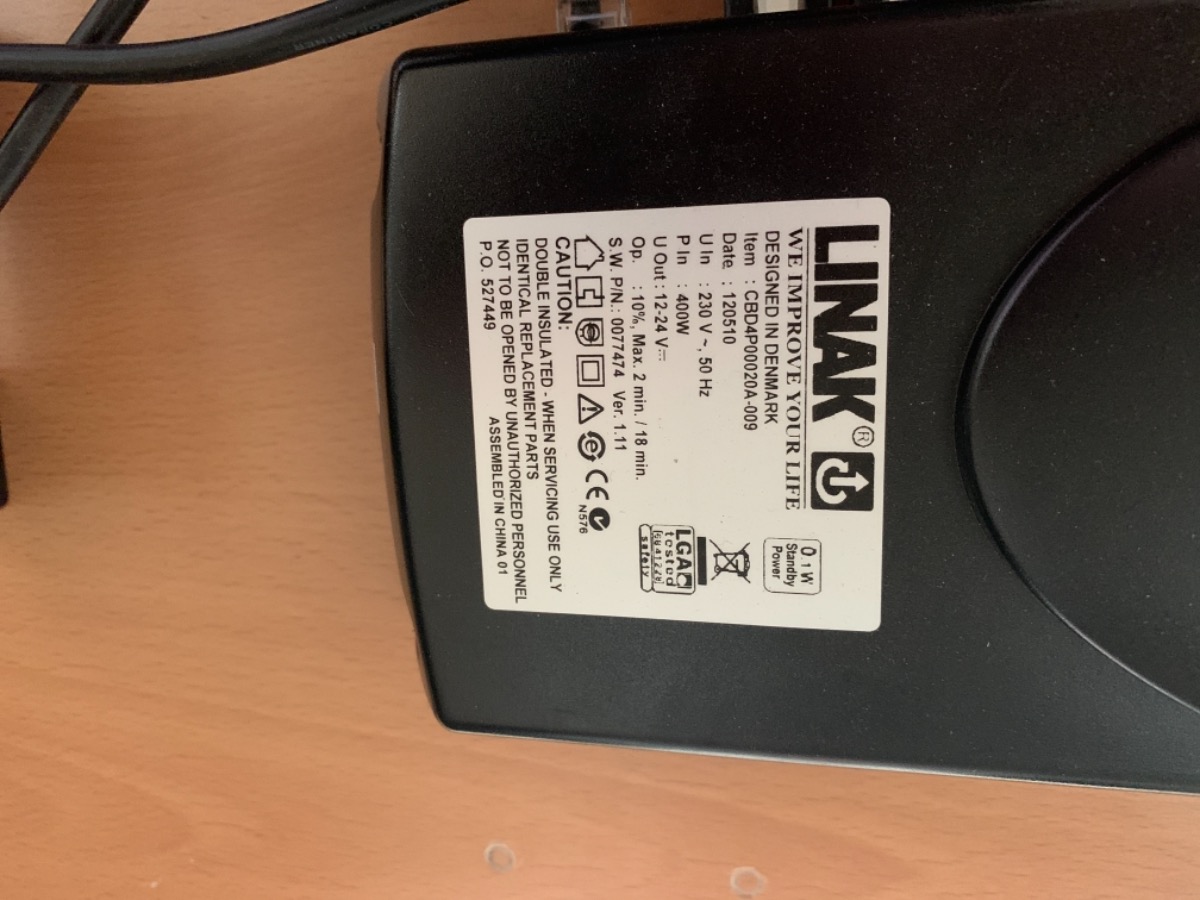 LINAK®
WE IMPROVE YOUR LIFE
DESIGNED IN DENMARK
Item : CBD4P00020A-009
Date. : 120510
U In : 230 V ~, 50 Hz
P In : 400W
U Out : 12-24 V⎓
Op. : 10%, Max. 2 min. / 18 min.
S.W. P/N.: 0077474 Ver. 1.11
0.1W
Standby
Power
LGA
tested
safety
CE
N576
CAUTION:
DOUBLE INSULATED - WHEN SERVICING USE ONLY
IDENTICAL REPLACEMENT PARTS
NOT TO BE OPENED BY UNAUTHORIZED PERSONNEL
P.O. 527449
ASSEMBLED IN CHINA 01